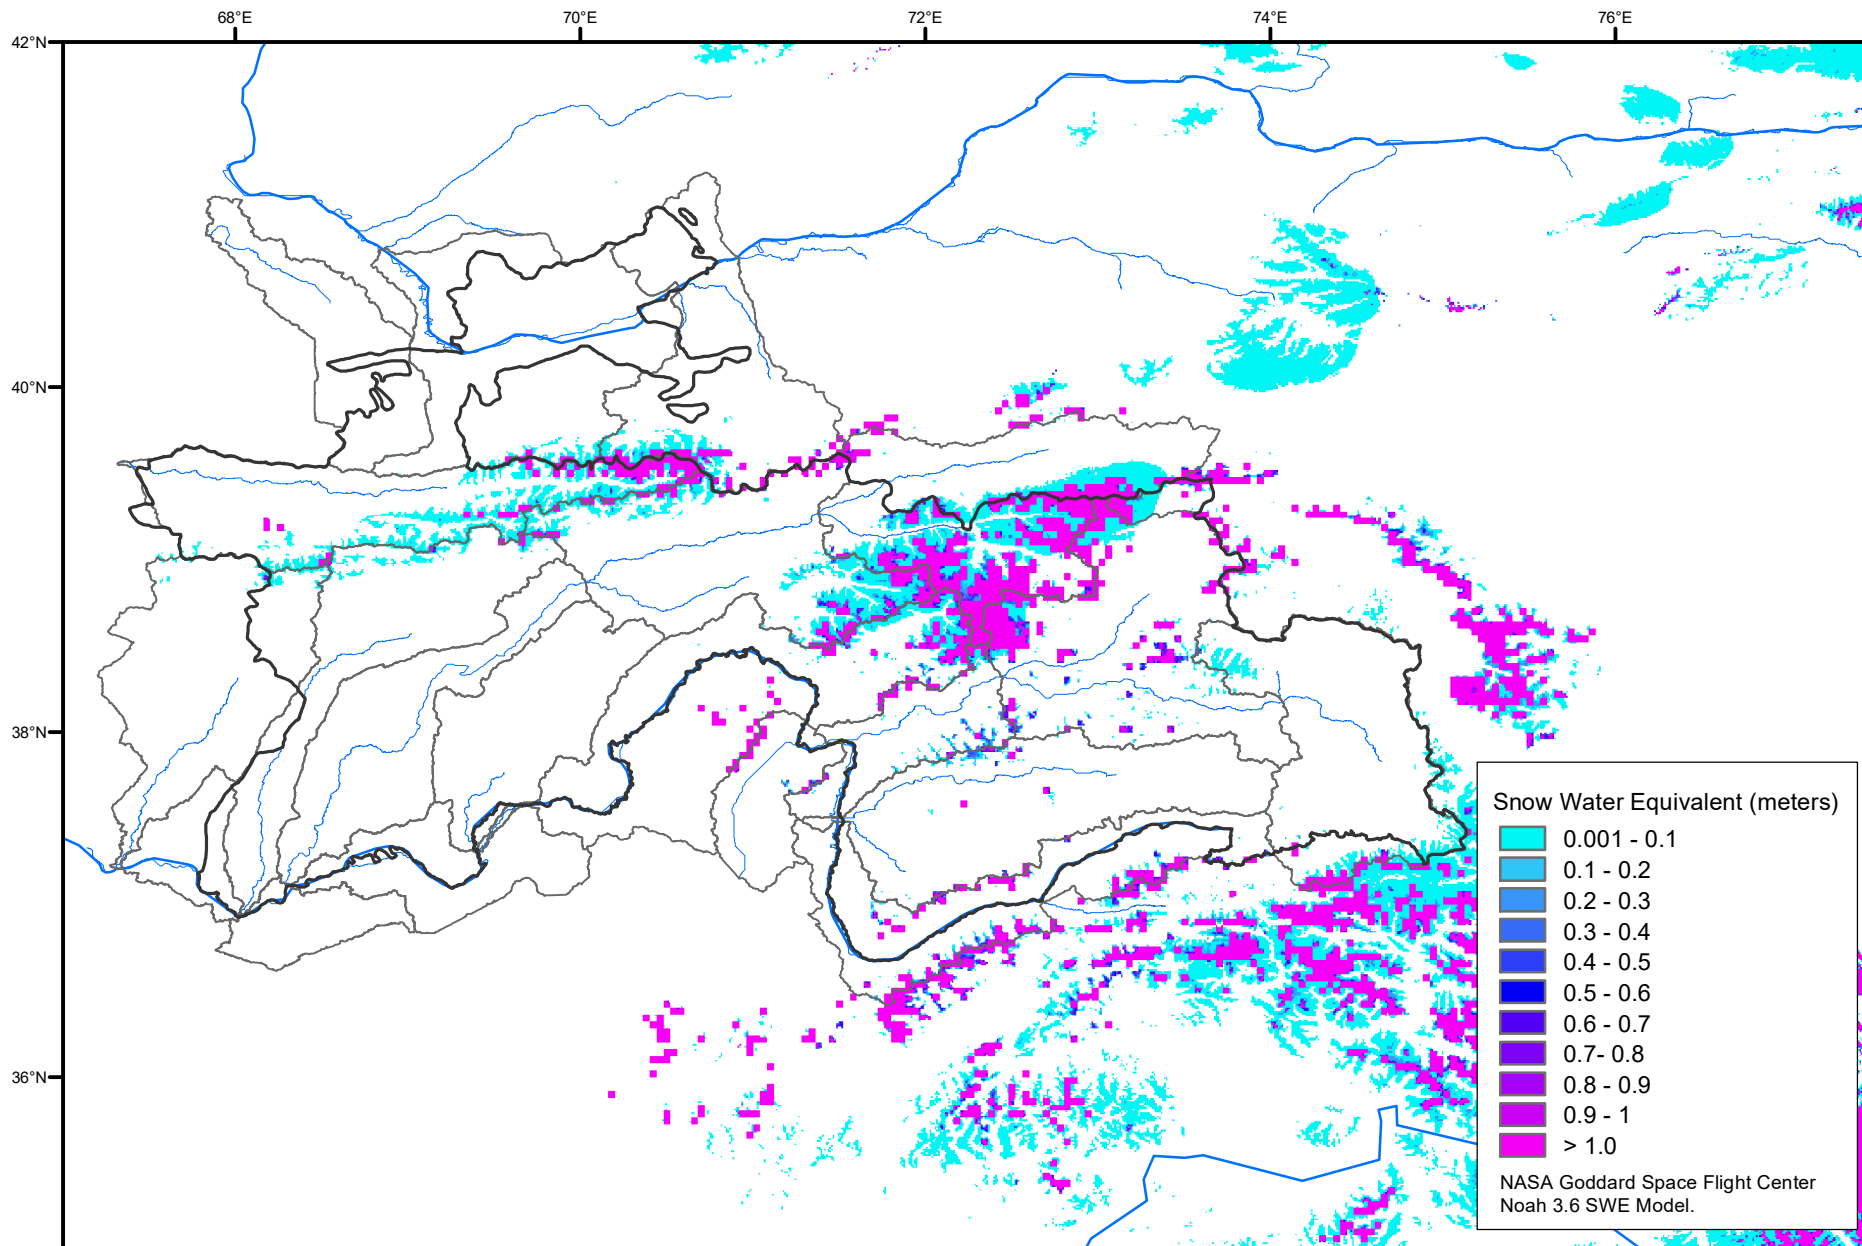 68°E
70°E
72°E
74°E
76°E
42°N
40°N
38°N
36°N
Snow Water Equivalent (meters)
0.001 - 0.1
0.1 - 0.2
0.2 - 0.3
0.3 - 0.4
0.4 - 0.5
0.5 - 0.6
0.6 - 0.7
0.7- 0.8
0.8 - 0.9
0.9 - 1
> 1.0
NASA Goddard Space Flight Center
Noah 3.6 SWE Model.